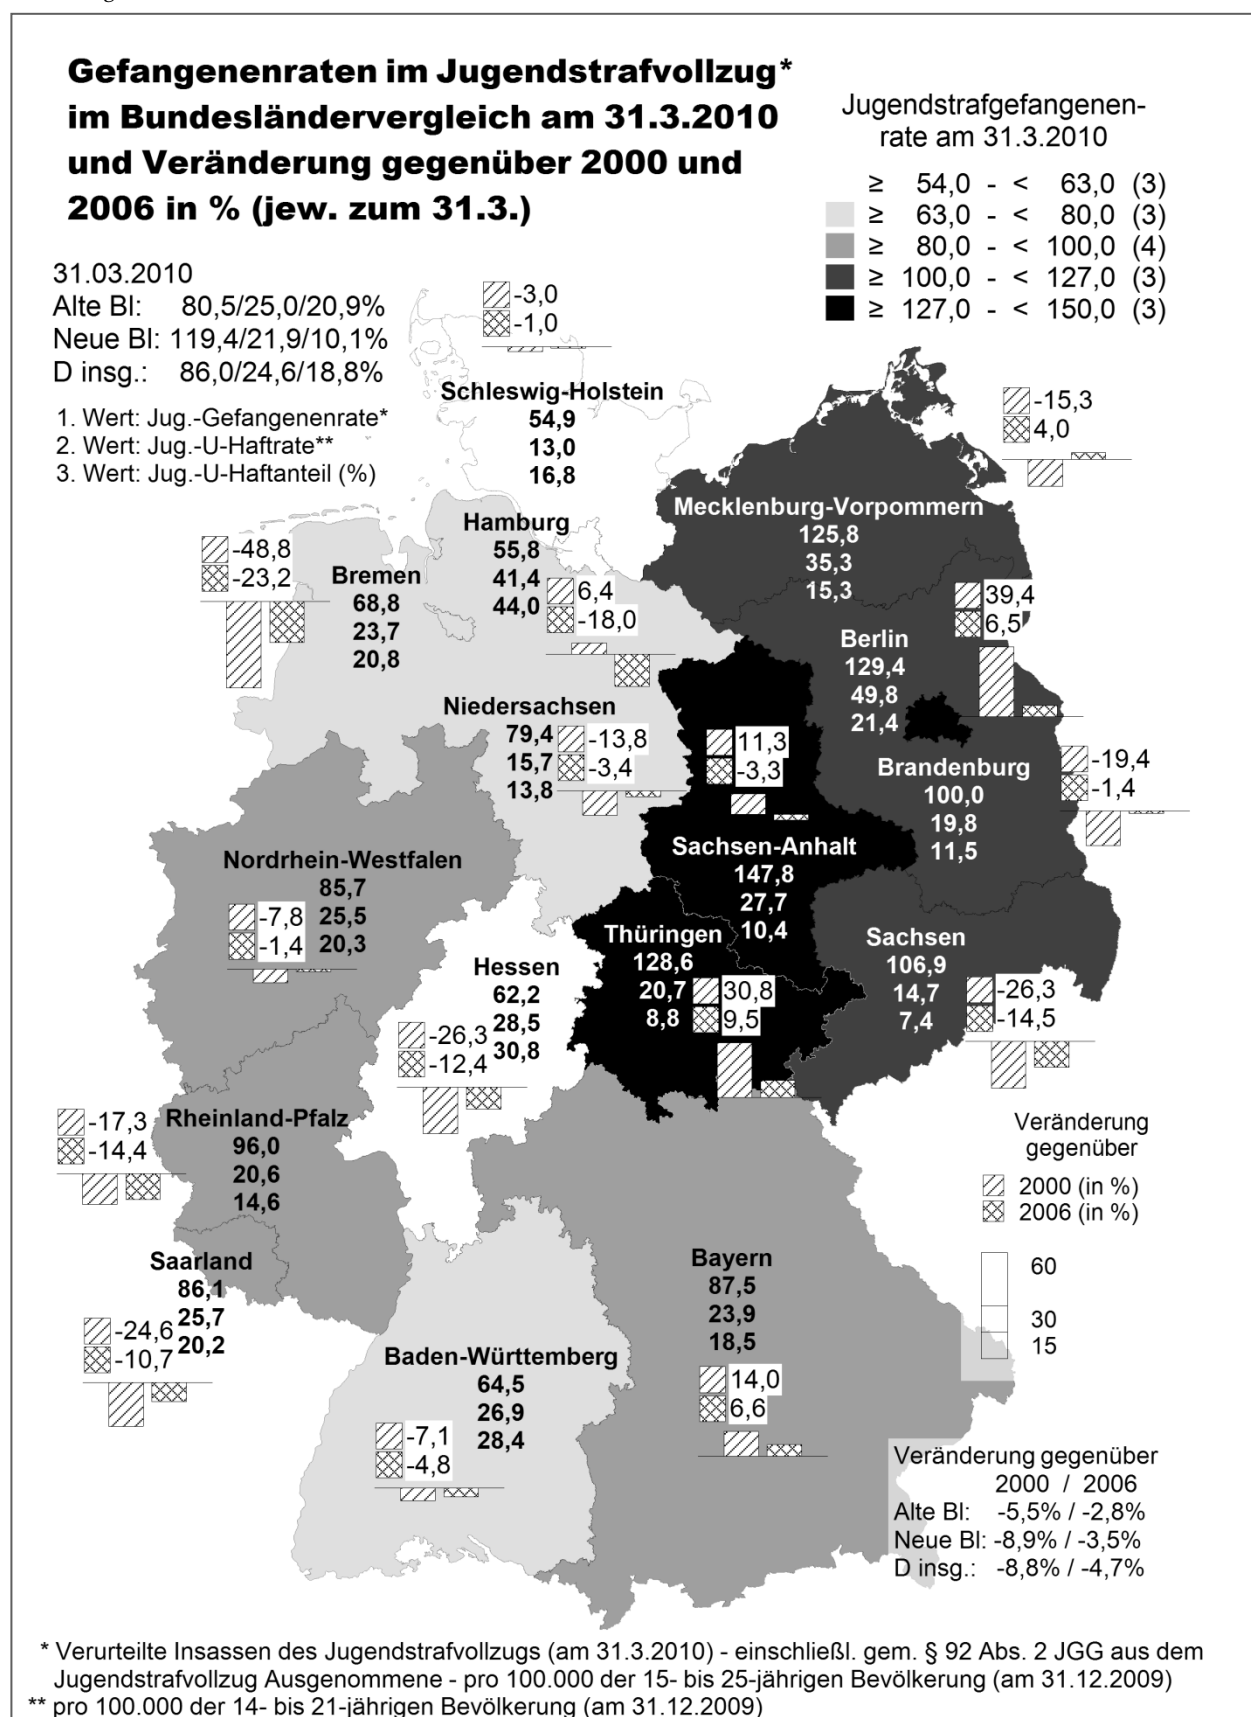 Gefangenenraten im Jugendstrafvollzug*
im Bundesländervergleich am 31.3.2010
und Veränderung gegenüber 2000 und
2006 in % (jew. zum 31.3.)
Jugendstrafgefangenen-
rate am 31.3.2010
≥ 54,0 - < 63,0 (3)
≥ 63,0 - < 80,0 (3)
≥ 80,0 - < 100,0 (4)
≥ 100,0 - < 127,0 (3)
≥ 127,0 - < 150,0 (3)
31.03.2010
Alte Bl: 80,5/25,0/20,9%
Neue Bl: 119,4/21,9/10,1%
D insg.: 86,0/24,6/18,8%
1. Wert: Jug.-Gefangenenrate*
2. Wert: Jug.-U-Haftrate**
3. Wert: Jug.-U-Haftanteil (%)
-3,0
-1,0
Schleswig-Holstein
54,9
13,0
16,8
-15,3
4,0
Mecklenburg-Vorpommern
125,8
35,3
15,3
Hamburg
55,8
41,4
44,0
6,4
-18,0
-48,8
-23,2
Bremen
68,8
23,7
20,8
39,4
6,5
Berlin
129,4
49,8
21,4
Niedersachsen
79,4
15,7
13,8
-13,8
-3,4
11,3
-3,3
Sachsen-Anhalt
147,8
27,7
10,4
Brandenburg
100,0
19,8
11,5
-19,4
-1,4
Nordrhein-Westfalen
85,7
25,5
20,3
-7,8
-1,4
Thüringen
128,6
20,7
8,8
30,8
9,5
Sachsen
106,9
14,7
7,4
-26,3
-14,5
Hessen
62,2
28,5
30,8
-26,3
-12,4
-17,3
-14,4
Rheinland-Pfalz
96,0
20,6
14,6
Veränderung
gegenüber
2000 (in %)
2006 (in %)
60
30
15
Saarland
86,1
25,7
20,2
-24,6
-10,7
Bayern
87,5
23,9
18,5
14,0
6,6
Baden-Württemberg
64,5
26,9
28,4
-7,1
-4,8
Veränderung gegenüber
2000 / 2006
Alte Bl: -5,5% / -2,8%
Neue Bl: -8,9% / -3,5%
D insg.: -8,8% / -4,7%
* Verurteilte Insassen des Jugendstrafvollzugs (am 31.3.2010) - einschließl. gem. § 92 Abs. 2 JGG aus dem
Jugendstrafvollzug Ausgenommene - pro 100.000 der 15- bis 25-jährigen Bevölkerung (am 31.12.2009)
** pro 100.000 der 14- bis 21-jährigen Bevölkerung (am 31.12.2009)